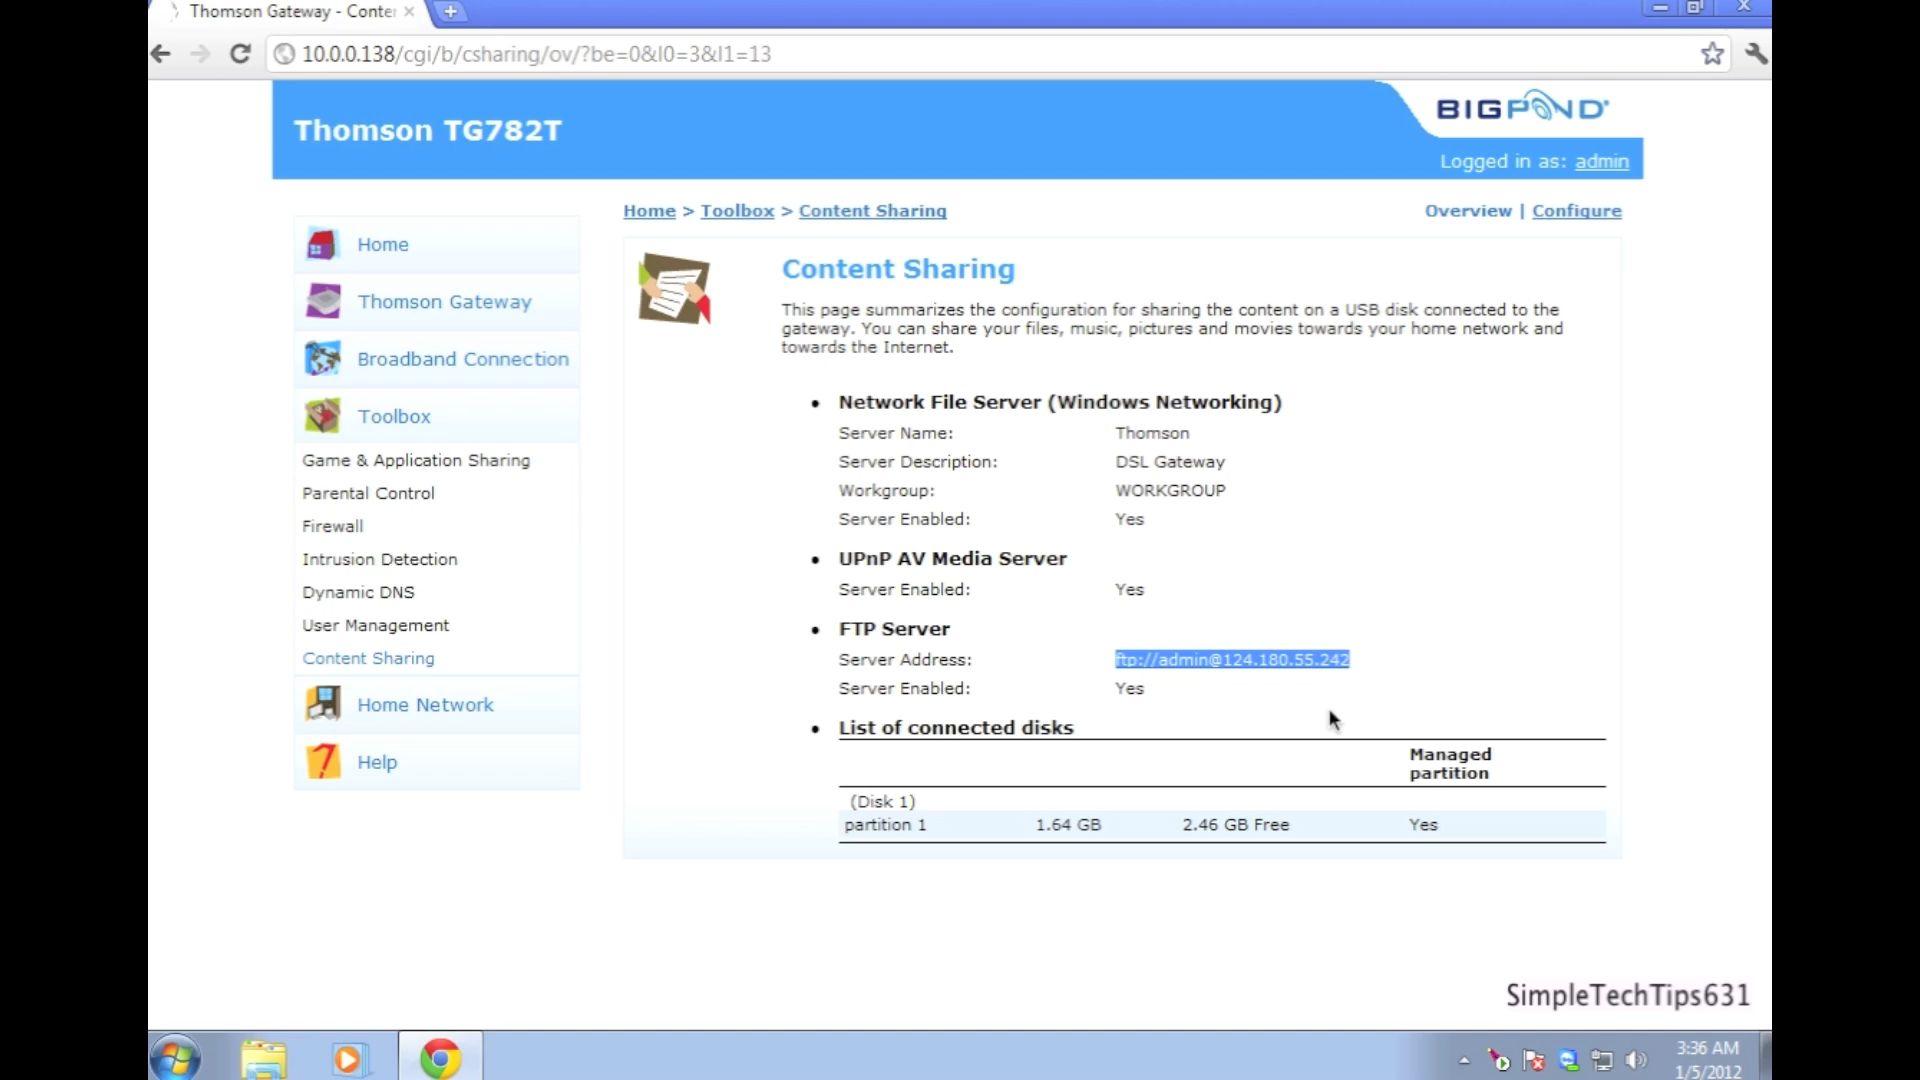 Thomson Gateway - Conter
10.0.0.138/cgi/b/csharing/ov/?be=0&l0=3&l1=13
BIGPOND
Thomson TG782T
Logged in as: admin
Home > Toolbox > Content Sharing
Overview | Configure
Home
Thomson Gateway
Broadband Connection
Toolbox
Game & Application Sharing
Parental Control
Firewall
Intrusion Detection
Dynamic DNS
User Management
Content Sharing
Home Network
Help
Content Sharing
This page summarizes the configuration for sharing the content on a USB disk connected to the
gateway. You can share your files, music, pictures and movies towards your home network and
towards the Internet.
Network File Server (Windows Networking)
Server Name: Thomson
Server Description: DSL Gateway
Workgroup: WORKGROUP
Server Enabled: Yes
UPnP AV Media Server
Server Enabled: Yes
FTP Server
Server Address: ftp://admin@124.180.55.242
Server Enabled: Yes
List of connected disks
Managed
partition
(Disk 1)
partition 1 1.64 GB 2.46 GB Free Yes
SimpleTechTips631
3:36 AM
1/5/2012